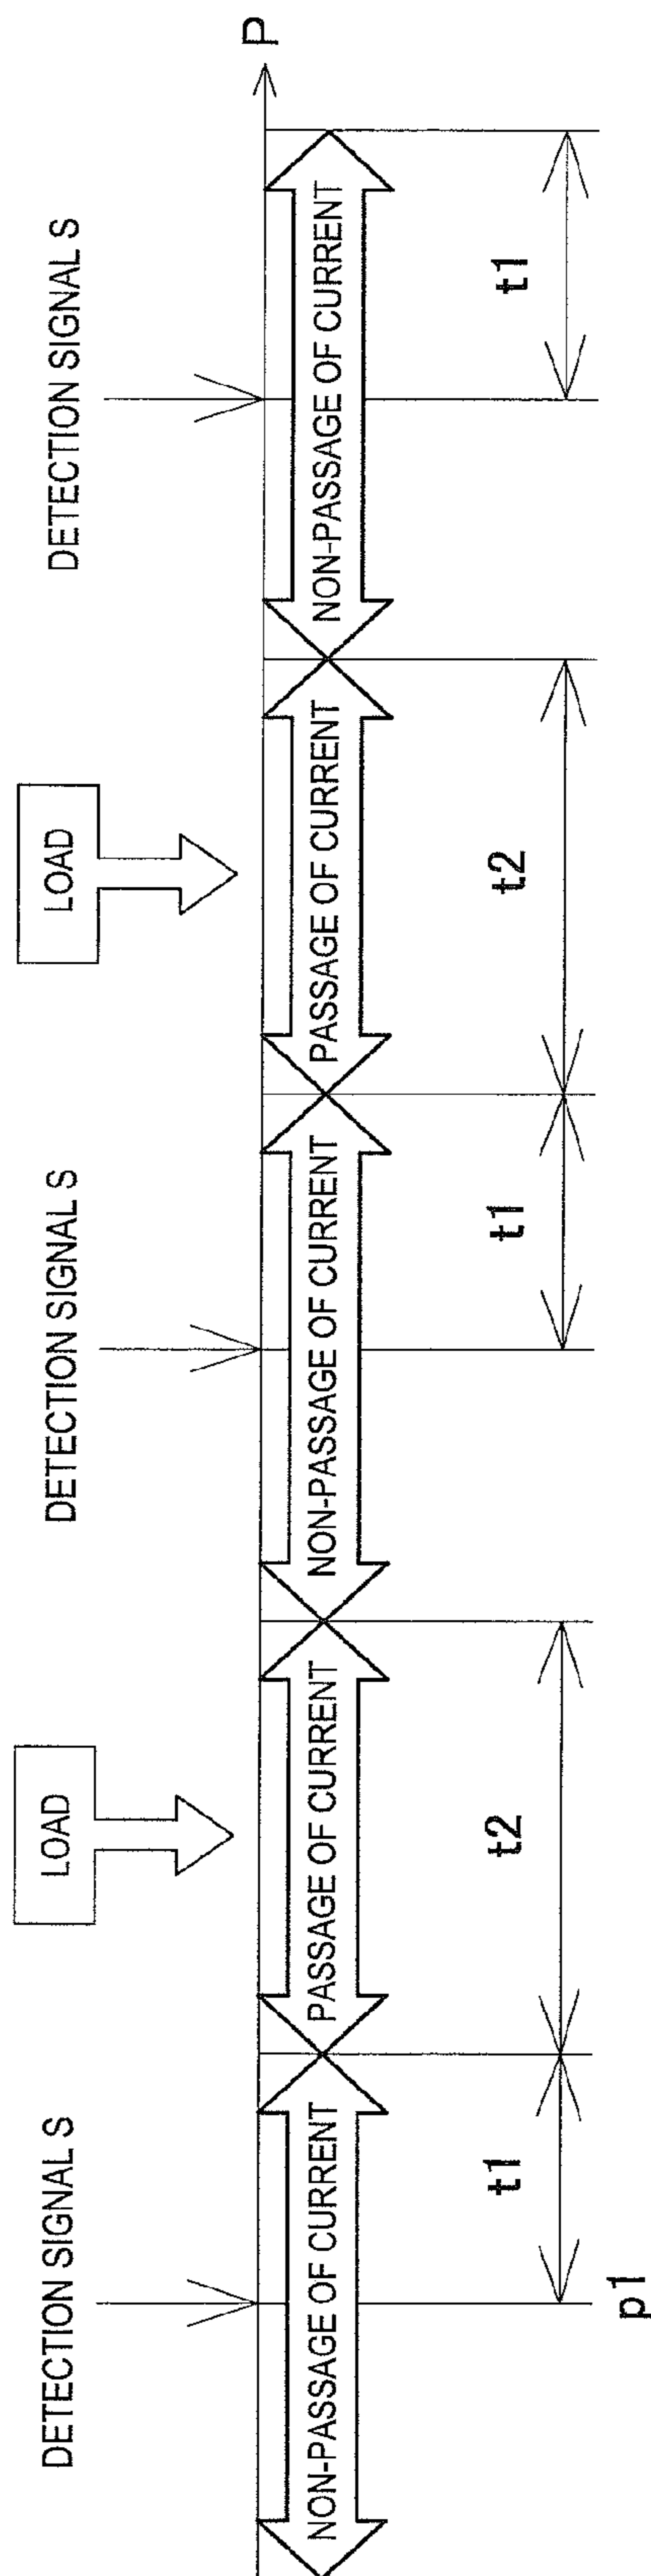 DETECTION SIGNAL S
LOAD
DETECTION SIGNAL S
LOAD
DETECTION SIGNAL S
P
NON-PASSAGE OF CURRENT
PASSAGE OF CURRENT
NON-PASSAGE OF CURRENT
PASSAGE OF CURRENT
NON-PASSAGE OF CURRENT
t1
t2
t1
t2
t1
p1